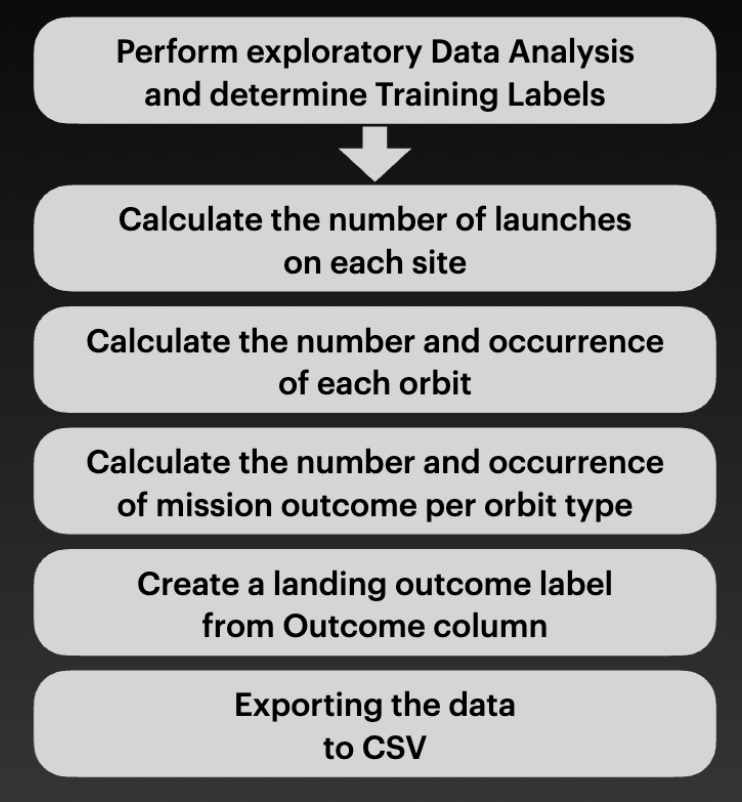 Perform exploratory Data Analysis
and determine Training Labels
Calculate the number of launches
on each site
Calculate the number and occurrence
of each orbit
Calculate the number and occurrence
of mission outcome per orbit type
Create a landing outcome label
from Outcome column
Exporting the data
to CSV